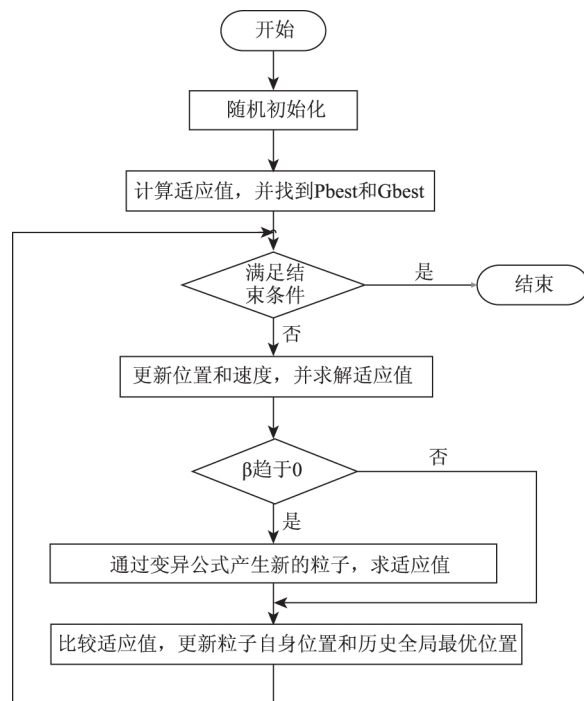 开始
随机初始化
计算适应值，并找到Pbest和Gbest
满足结
束条件
是
结束
否
更新位置和速度，并求解适应值
β趋于0
否
是
通过变异公式产生新的粒子，求适应值
比较适应值，更新粒子自身位置和历史全局最优位置